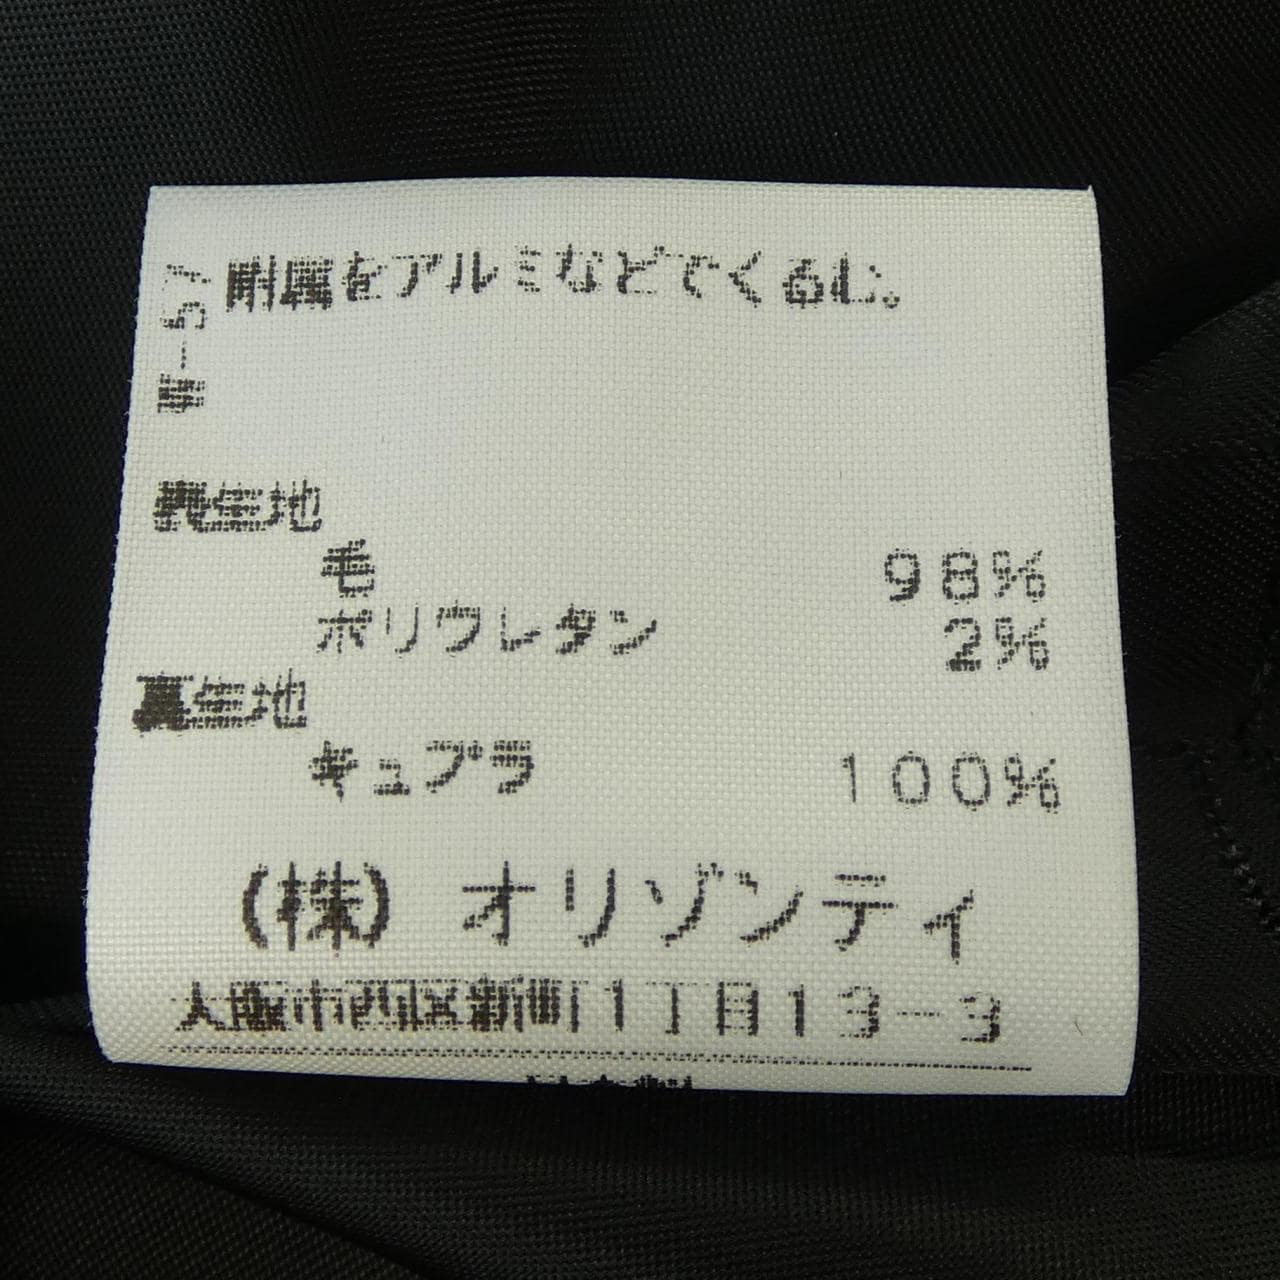 附属をアルミなどでくるむ。
表生地
毛 98%
ポリウレタン 2%
裏生地
キュプラ 100%
(株) オリゾンティ
大阪市西区新町1丁目13-3